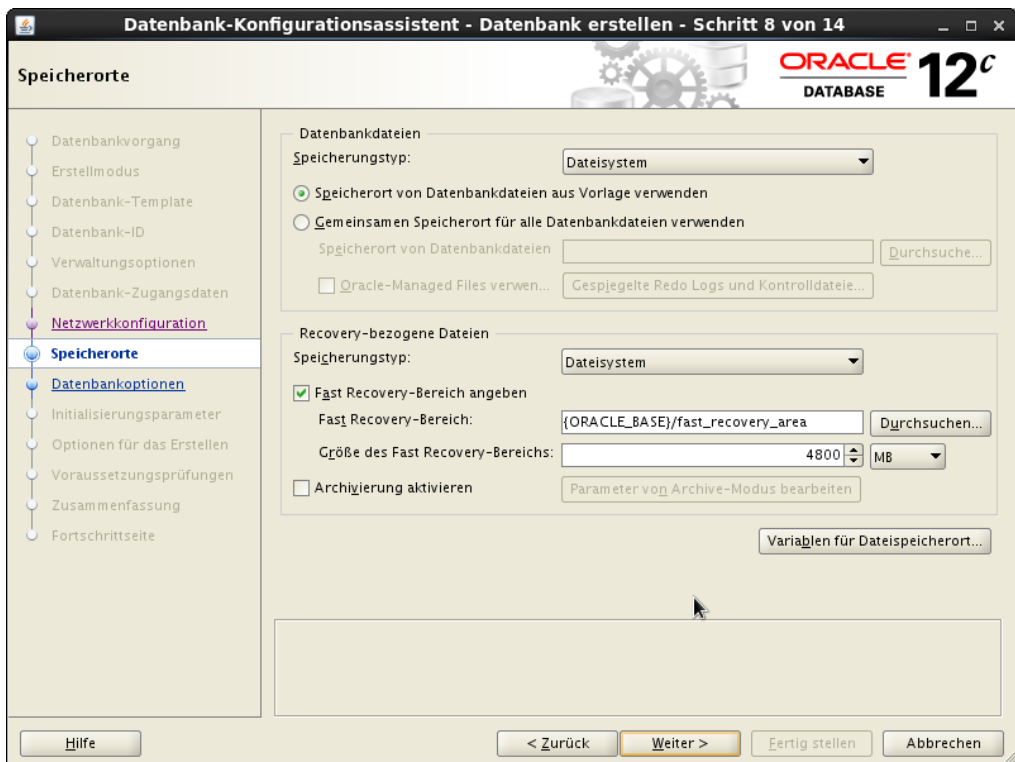 Datenbank-Konfigurationsassistent - Datenbank erstellen - Schritt 8 von 14
Speicherorte
ORACLE
DATABASE
12c
Datenbankvorgang
Erstellmodus
Datenbank-Template
Datenbank-ID
Verwaltungsoptionen
Datenbank-Zugangsdaten
Netzwerkkonfiguration
Speicherorte
Datenbankoptionen
Initialisierungsparameter
Optionen für das Erstellen
Voraussetzungsprüfungen
Zusammenfassung
Fortschrittseite
Datenbankdateien
Speicherungstyp: Dateisystem
Speicherort von Datenbankdateien aus Vorlage verwenden
Gemeinsamen Speicherort für alle Datenbankdateien verwenden
Speicherort von Datenbankdateien Durchsuche...
Oracle-Managed Files verwen... Gespiegelte Redo Logs und Kontrolldateie...
Recovery-bezogene Dateien
Speicherungstyp: Dateisystem
Fast Recovery-Bereich angeben
Fast Recovery-Bereich: {ORACLE_BASE}/fast_recovery_area Durchsuchen...
Größe des Fast Recovery-Bereichs: 4800 MB
Archivierung aktivieren Parameter von Archive-Modus bearbeiten
Variablen für Dateispeicherort...
Hilfe < Zurück Weiter > Fertig stellen Abbrechen